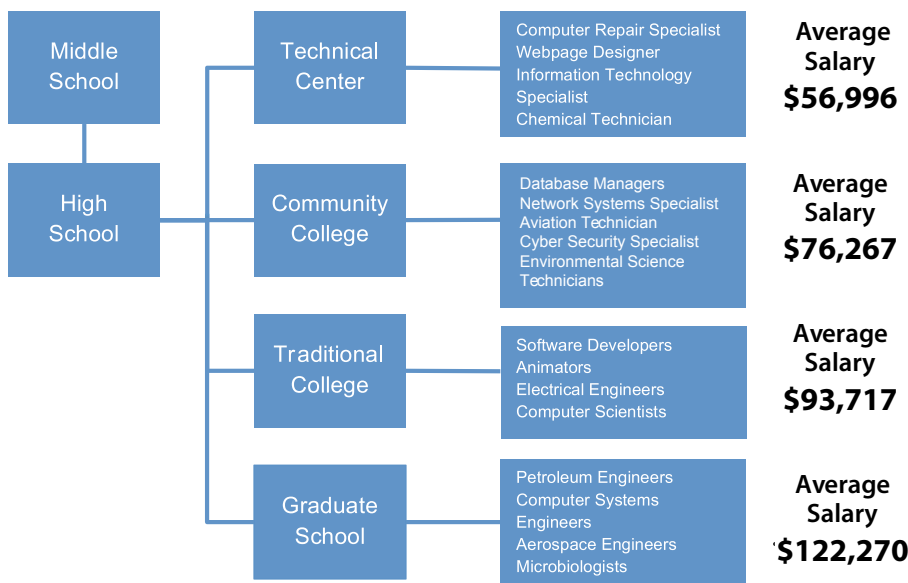 Middle
School
High
School
Technical
Center
Computer Repair Specialist
Webpage Designer
Information Technology
Specialist
Chemical Technician
Average
Salary
$56,996
Community
College
Database Managers
Network Systems Specialist
Aviation Technician
Cyber Security Specialist
Environmental Science
Technicians
Average
Salary
$76,267
Traditional
College
Software Developers
Animators
Electrical Engineers
Computer Scientists
Average
Salary
$93,717
Graduate
School
Petroleum Engineers
Computer Systems
Engineers
Aerospace Engineers
Microbiologists
Average
Salary
$122,270